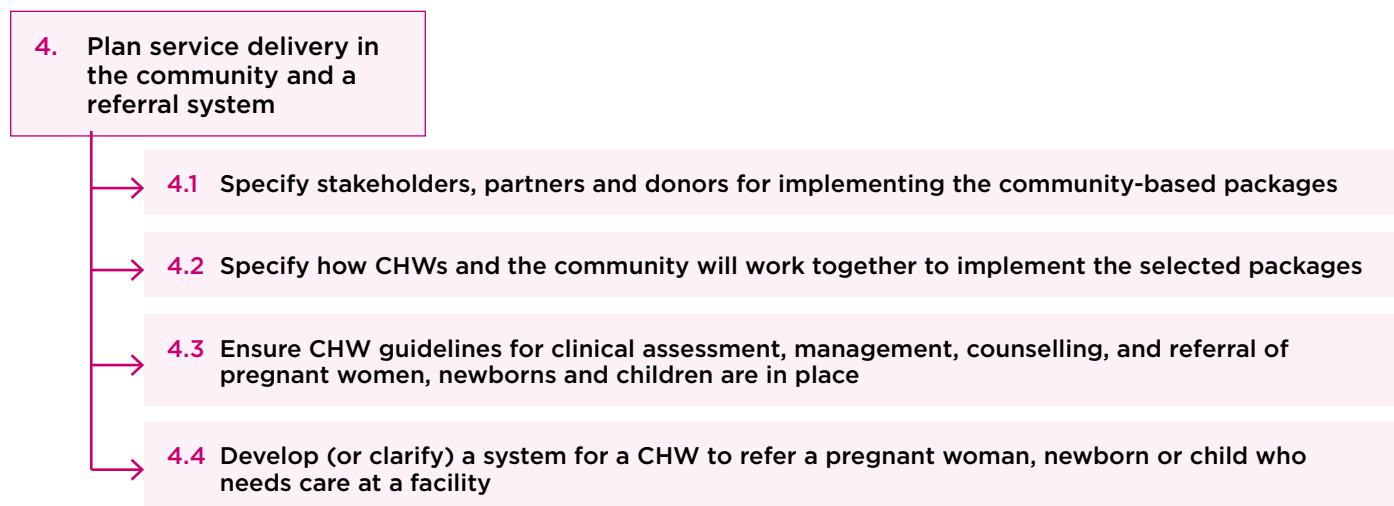 4. Plan service delivery in
the community and a
referral system
4.1 Specify stakeholders, partners and donors for implementing the community-based packages
4.2 Specify how CHWs and the community will work together to implement the selected packages
4.3 Ensure CHW guidelines for clinical assessment, management, counselling, and referral of
pregnant women, newborns and children are in place
4.4 Develop (or clarify) a system for a CHW to refer a pregnant woman, newborn or child who
needs care at a facility